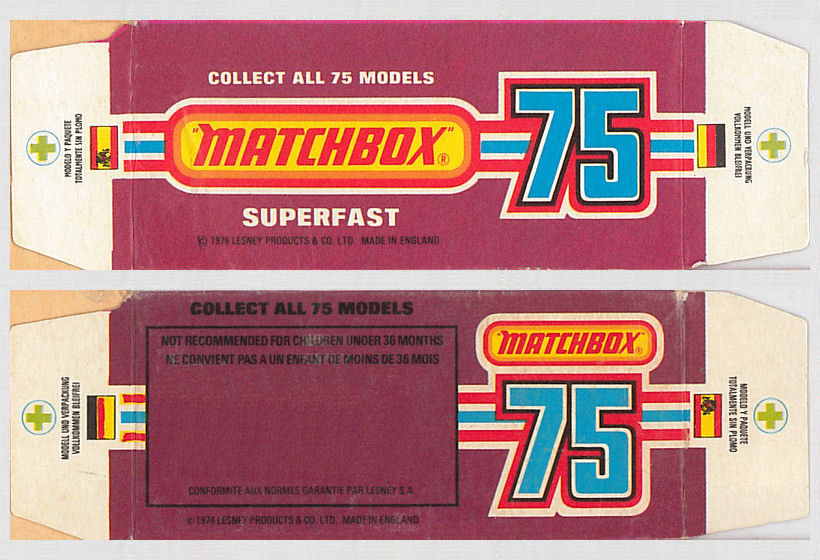 COLLECT ALL 75 MODELS
"MATCHBOX"®
75
SUPERFAST
© 1976 LESNEY PRODUCTS & CO. LTD. MADE IN ENGLAND
MODELO Y PAQUETE
TOTALMENTE SIN PLOMO
MODELL UND VERPACKUNG
VOLLKOMMEN BLEIFREI
COLLECT ALL 75 MODELS
NOT RECOMMENDED FOR CHILDREN UNDER 36 MONTHS
NE CONVIENT PAS A UN ENFANT DE MOINS DE 36 MOIS
CONFORMITE AUX NORMES GARANTIE PAR LESNEY S.A.
© 1976 LESNEY PRODUCTS & CO. LTD. MADE IN ENGLAND
"MATCHBOX"®
75
MODELL UND VERPACKUNG
VOLLKOMMEN BLEIFREI
MODELO Y PAQUETE
TOTALMENTE SIN PLOMO